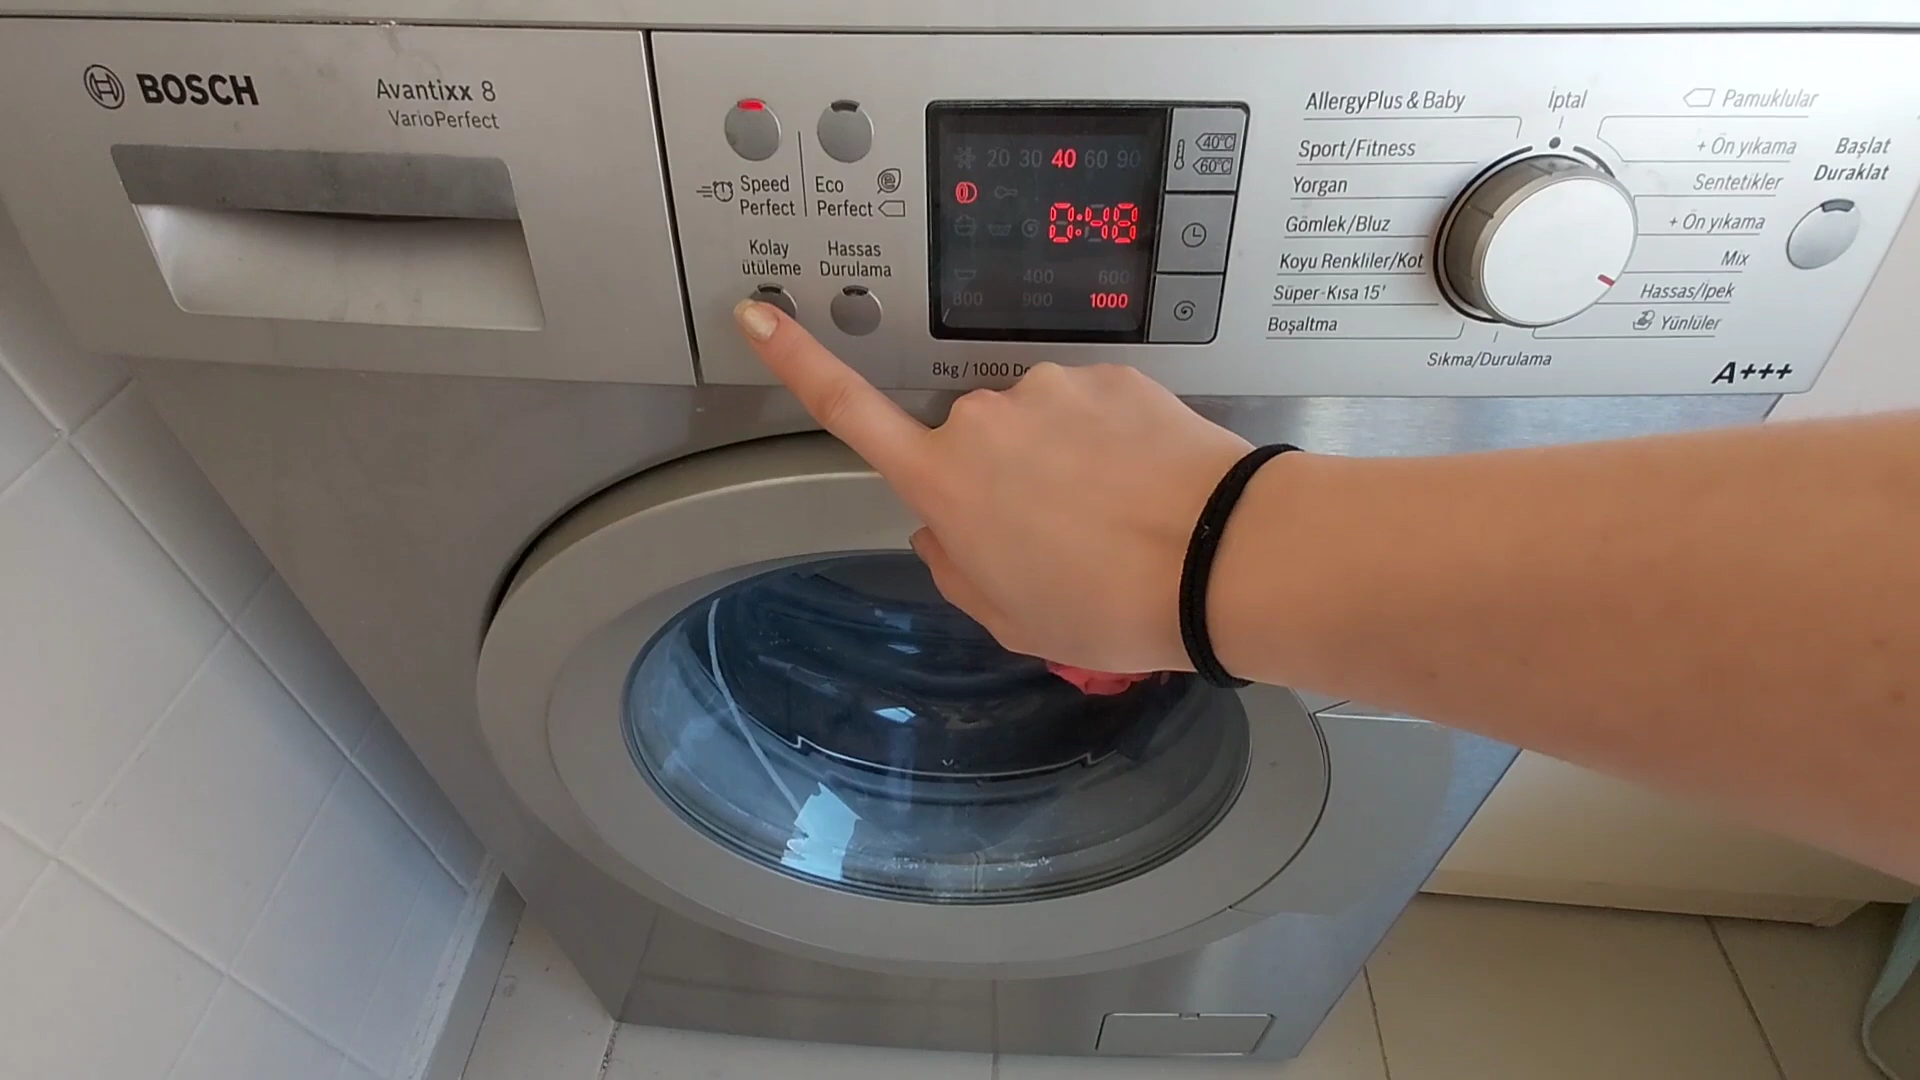 BOSCH
Avantixx 8
VarioPerfect
Speed
Perfect
Eco
Perfect
Kolay
ütüleme
Hassas
Durulama
20 30 40 60 90
0:48
400 600
800 900 1000
40°C
60°C
8kg / 1000
AllergyPlus & Baby
Sport/Fitness
Yorgan
Gömlek/Bluz
Koyu Renkliler/Kot
Süper-Kısa 15'
Boşaltma
İptal
Sıkma/Durulama
Pamuklular
+ Ön yıkama
Sentetikler
+ Ön yıkama
Mix
Hassas/İpek
Yünlüler
Başlat
Duraklat
A+++